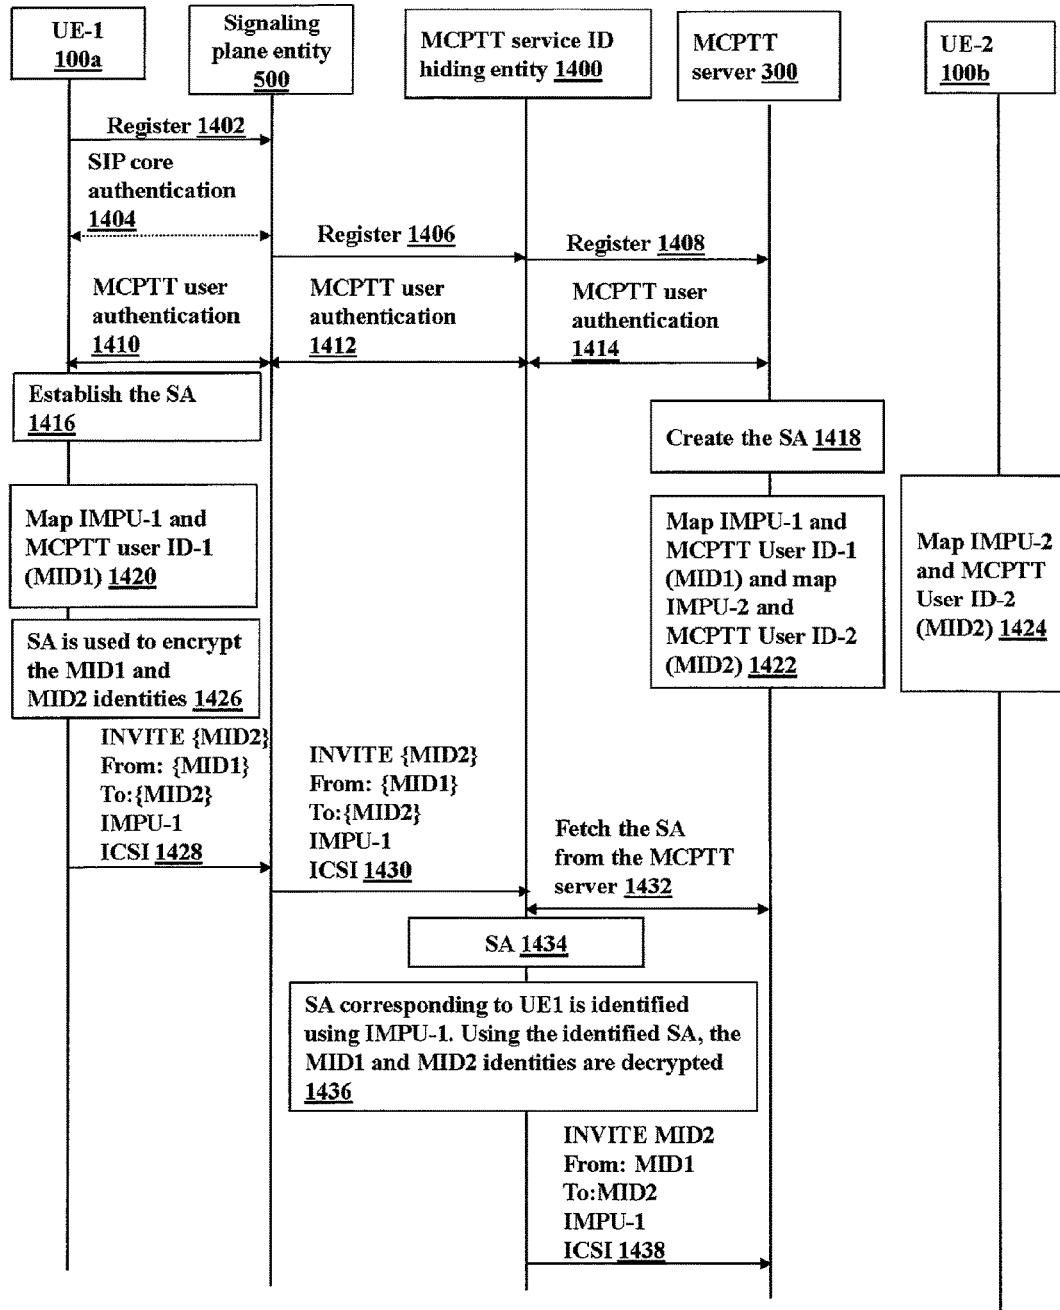 UE-1
100a
Signaling
plane entity
500
MCPTT service ID
hiding entity 1400
MCPTT
server 300
UE-2
100b
Register 1402
SIP core
authentication
1404
Register 1406
Register 1408
MCPTT user
authentication
1410
MCPTT user
authentication
1412
MCPTT user
authentication
1414
Establish the SA
1416
Create the SA 1418
Map IMPU-1 and
MCPTT user ID-1
(MID1) 1420
Map IMPU-1 and
MCPTT User ID-1
(MID1) and map
IMPU-2 and
MCPTT User ID-2
(MID2) 1422
Map IMPU-2
and MCPTT
User ID-2
(MID2) 1424
SA is used to encrypt
the MID1 and
MID2 identities 1426
INVITE {MID2}
From: {MID1}
To:{MID2}
IMPU-1
ICSI 1428
INVITE {MID2}
From: {MID1}
To:{MID2}
IMPU-1
ICSI 1430
Fetch the SA
from the MCPTT
server 1432
SA 1434
SA corresponding to UE1 is identified
using IMPU-1. Using the identified SA, the
MID1 and MID2 identities are decrypted
1436
INVITE MID2
From: MID1
To:MID2
IMPU-1
ICSI 1438